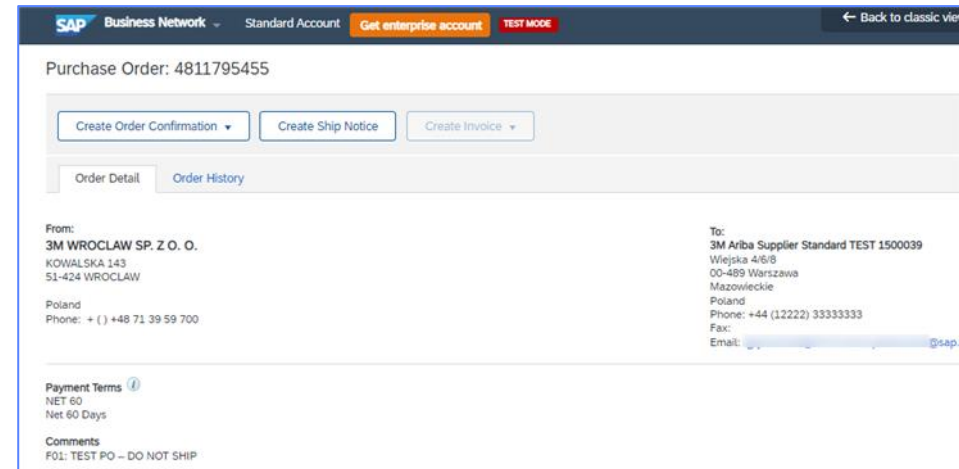 SAP Business Network Standard Account Get enterprise account TEST MODE ← Back to classic view
Purchase Order: 4811795455
Create Order Confirmation Create Ship Notice Create Invoice
Order Detail Order History
From:
3M WROCLAW SP. Z O. O.
KOWALSKA 143
51-424 WROCLAW
Poland
Phone: + ( ) +48 71 39 59 700
To:
3M Ariba Supplier Standard TEST 1500039
Wiejska 4/6/8
00-489 Warszawa
Mazowieckie
Poland
Phone: +44 (12222) 33333333
Fax:
Email: @sap.
Payment Terms i
NET 60
Net 60 Days
Comments
F01: TEST PO – DO NOT SHIP